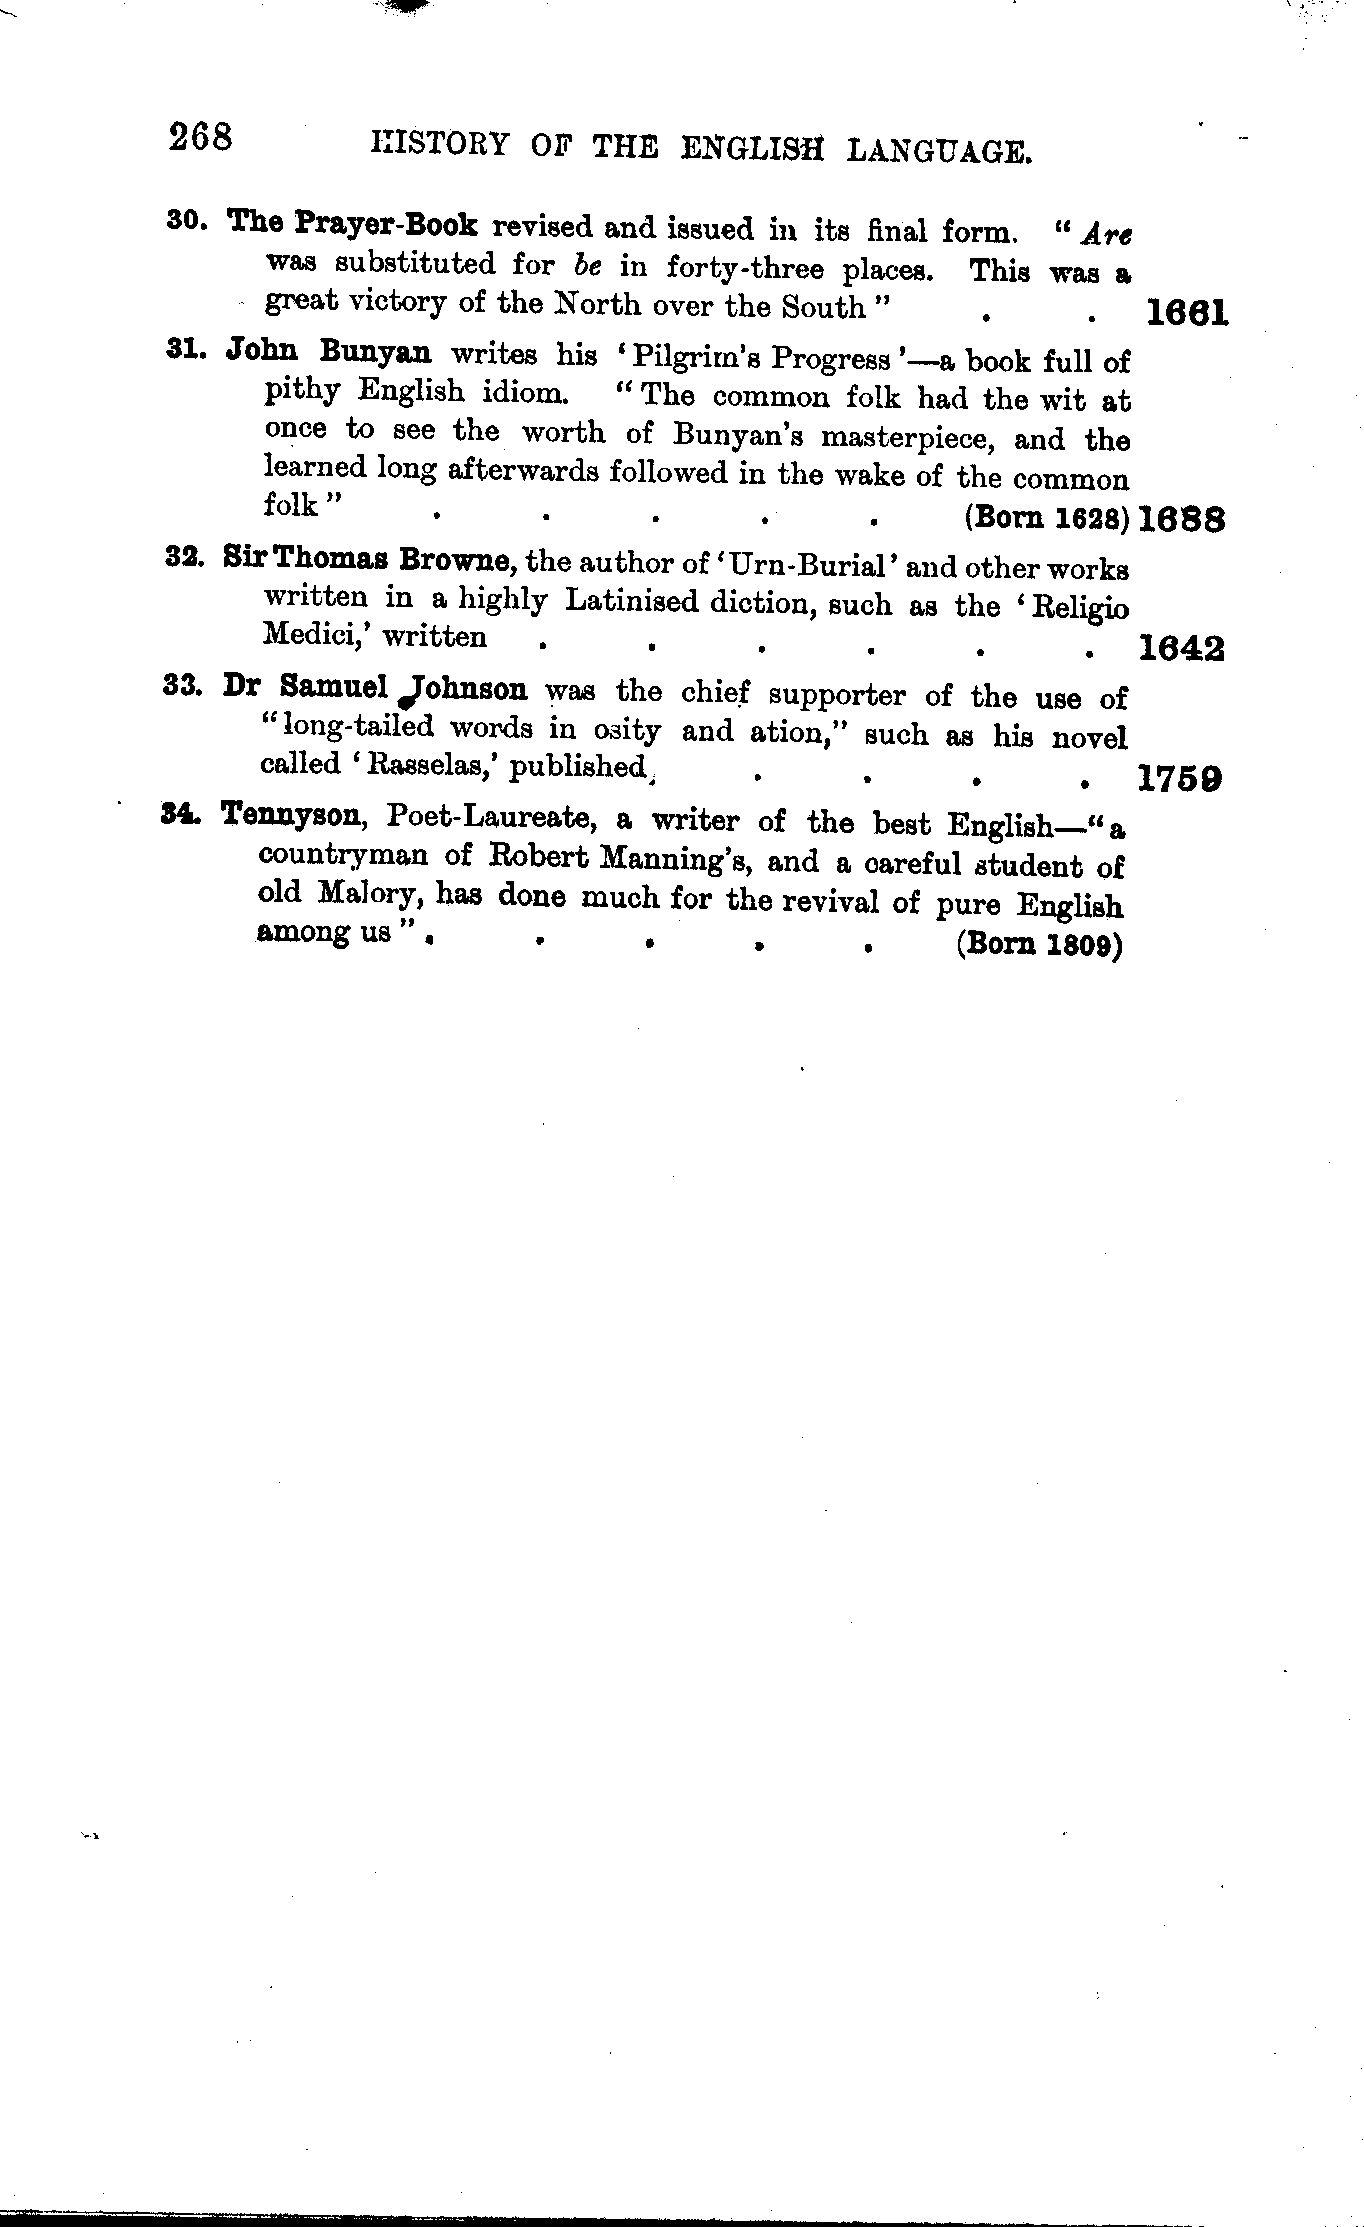 268 HISTORY OF THE ENGLISH LANGUAGE.
30. The Prayer-Book revised and issued in its final form. “Are
was substituted for be in forty-three places. This was a
great victory of the North over the South” . . 1661
31. John Bunyan writes his ‘Pilgrim's Progress’—a book full of
pithy English idiom. “The common folk had the wit at
once to see the worth of Bunyan's masterpiece, and the
learned long afterwards followed in the wake of the common
folk” . . . . . (Born 1628) 1688
32. Sir Thomas Browne, the author of ‘Urn-Burial’ and other works
written in a highly Latinised diction, such as the ‘Religio
Medici,’ written . . . . . . 1642
33. Dr Samuel Johnson was the chief supporter of the use of
“long-tailed words in osity and ation,” such as his novel
called ‘Rasselas,’ published . . . . . 1759
34. Tennyson, Poet-Laureate, a writer of the best English—“a
countryman of Robert Manning's, and a careful student of
old Malory, has done much for the revival of pure English
among us” . . . . . (Born 1809)